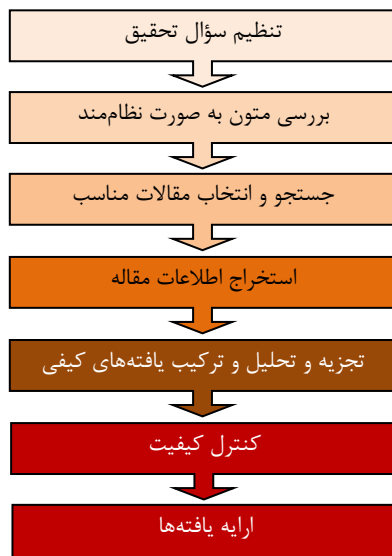 تنظیم سؤال تحقیق
بررسی متون به صورت نظام‌مند
جستجو و انتخاب مقالات مناسب
استخراج اطلاعات مقاله
تجزیه و تحلیل و ترکیب یافته‌های کیفی
کنترل کیفیت
ارایه یافته‌ها